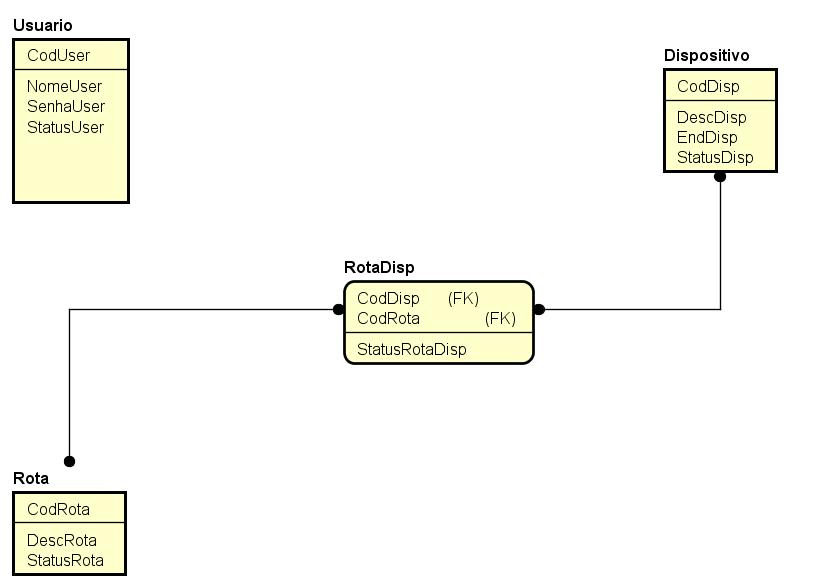 Usuario
CodUser
NomeUser
SenhaUser
StatusUser
Dispositivo
CodDisp
DescDisp
EndDisp
StatusDisp
RotaDisp
CodDisp (FK)
CodRota (FK)
StatusRotaDisp
Rota
CodRota
DescRota
StatusRota